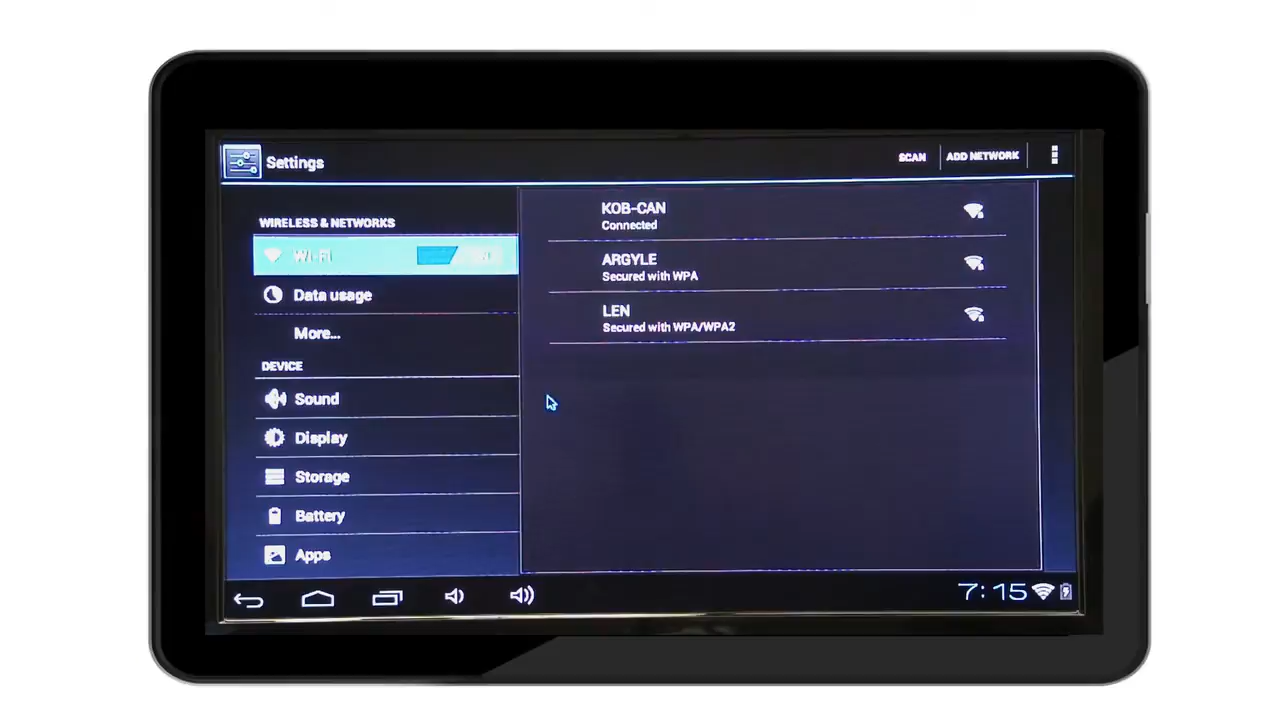 Settings
SCAN
ADD NETWORK
WIRELESS & NETWORKS
Wi-Fi
Data usage
More...
DEVICE
Sound
Display
Storage
Battery
Apps
KOB-CAN
Connected
ARGYLE
Secured with WPA
LEN
Secured with WPA/WPA2
7:15